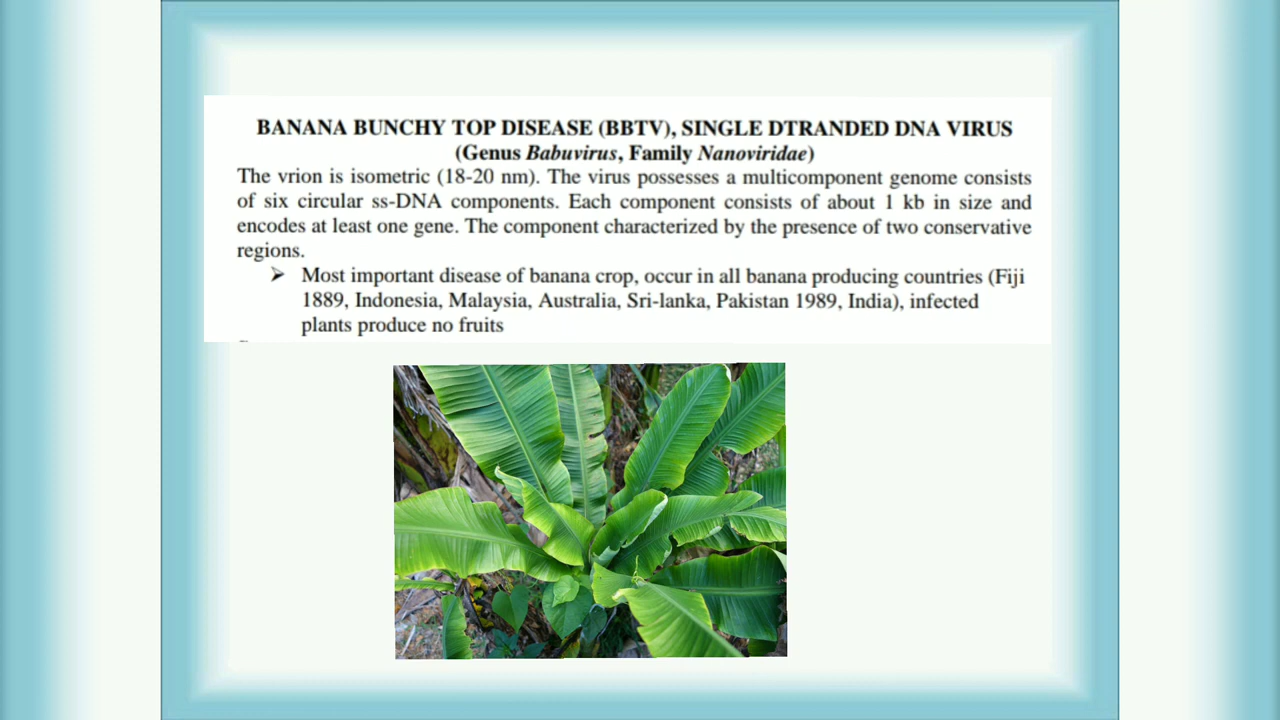 BANANA BUNCHY TOP DISEASE (BBTV), SINGLE DTRANDED DNA VIRUS
(Genus Babuvirus, Family Nanoviridae)
The vrion is isometric (18-20 nm). The virus possesses a multicomponent genome consists
of six circular ss-DNA components. Each component consists of about 1 kb in size and
encodes at least one gene. The component characterized by the presence of two conservative
regions.
➢ Most important disease of banana crop, occur in all banana producing countries (Fiji
1889, Indonesia, Malaysia, Australia, Sri-lanka, Pakistan 1989, India), infected
plants produce no fruits